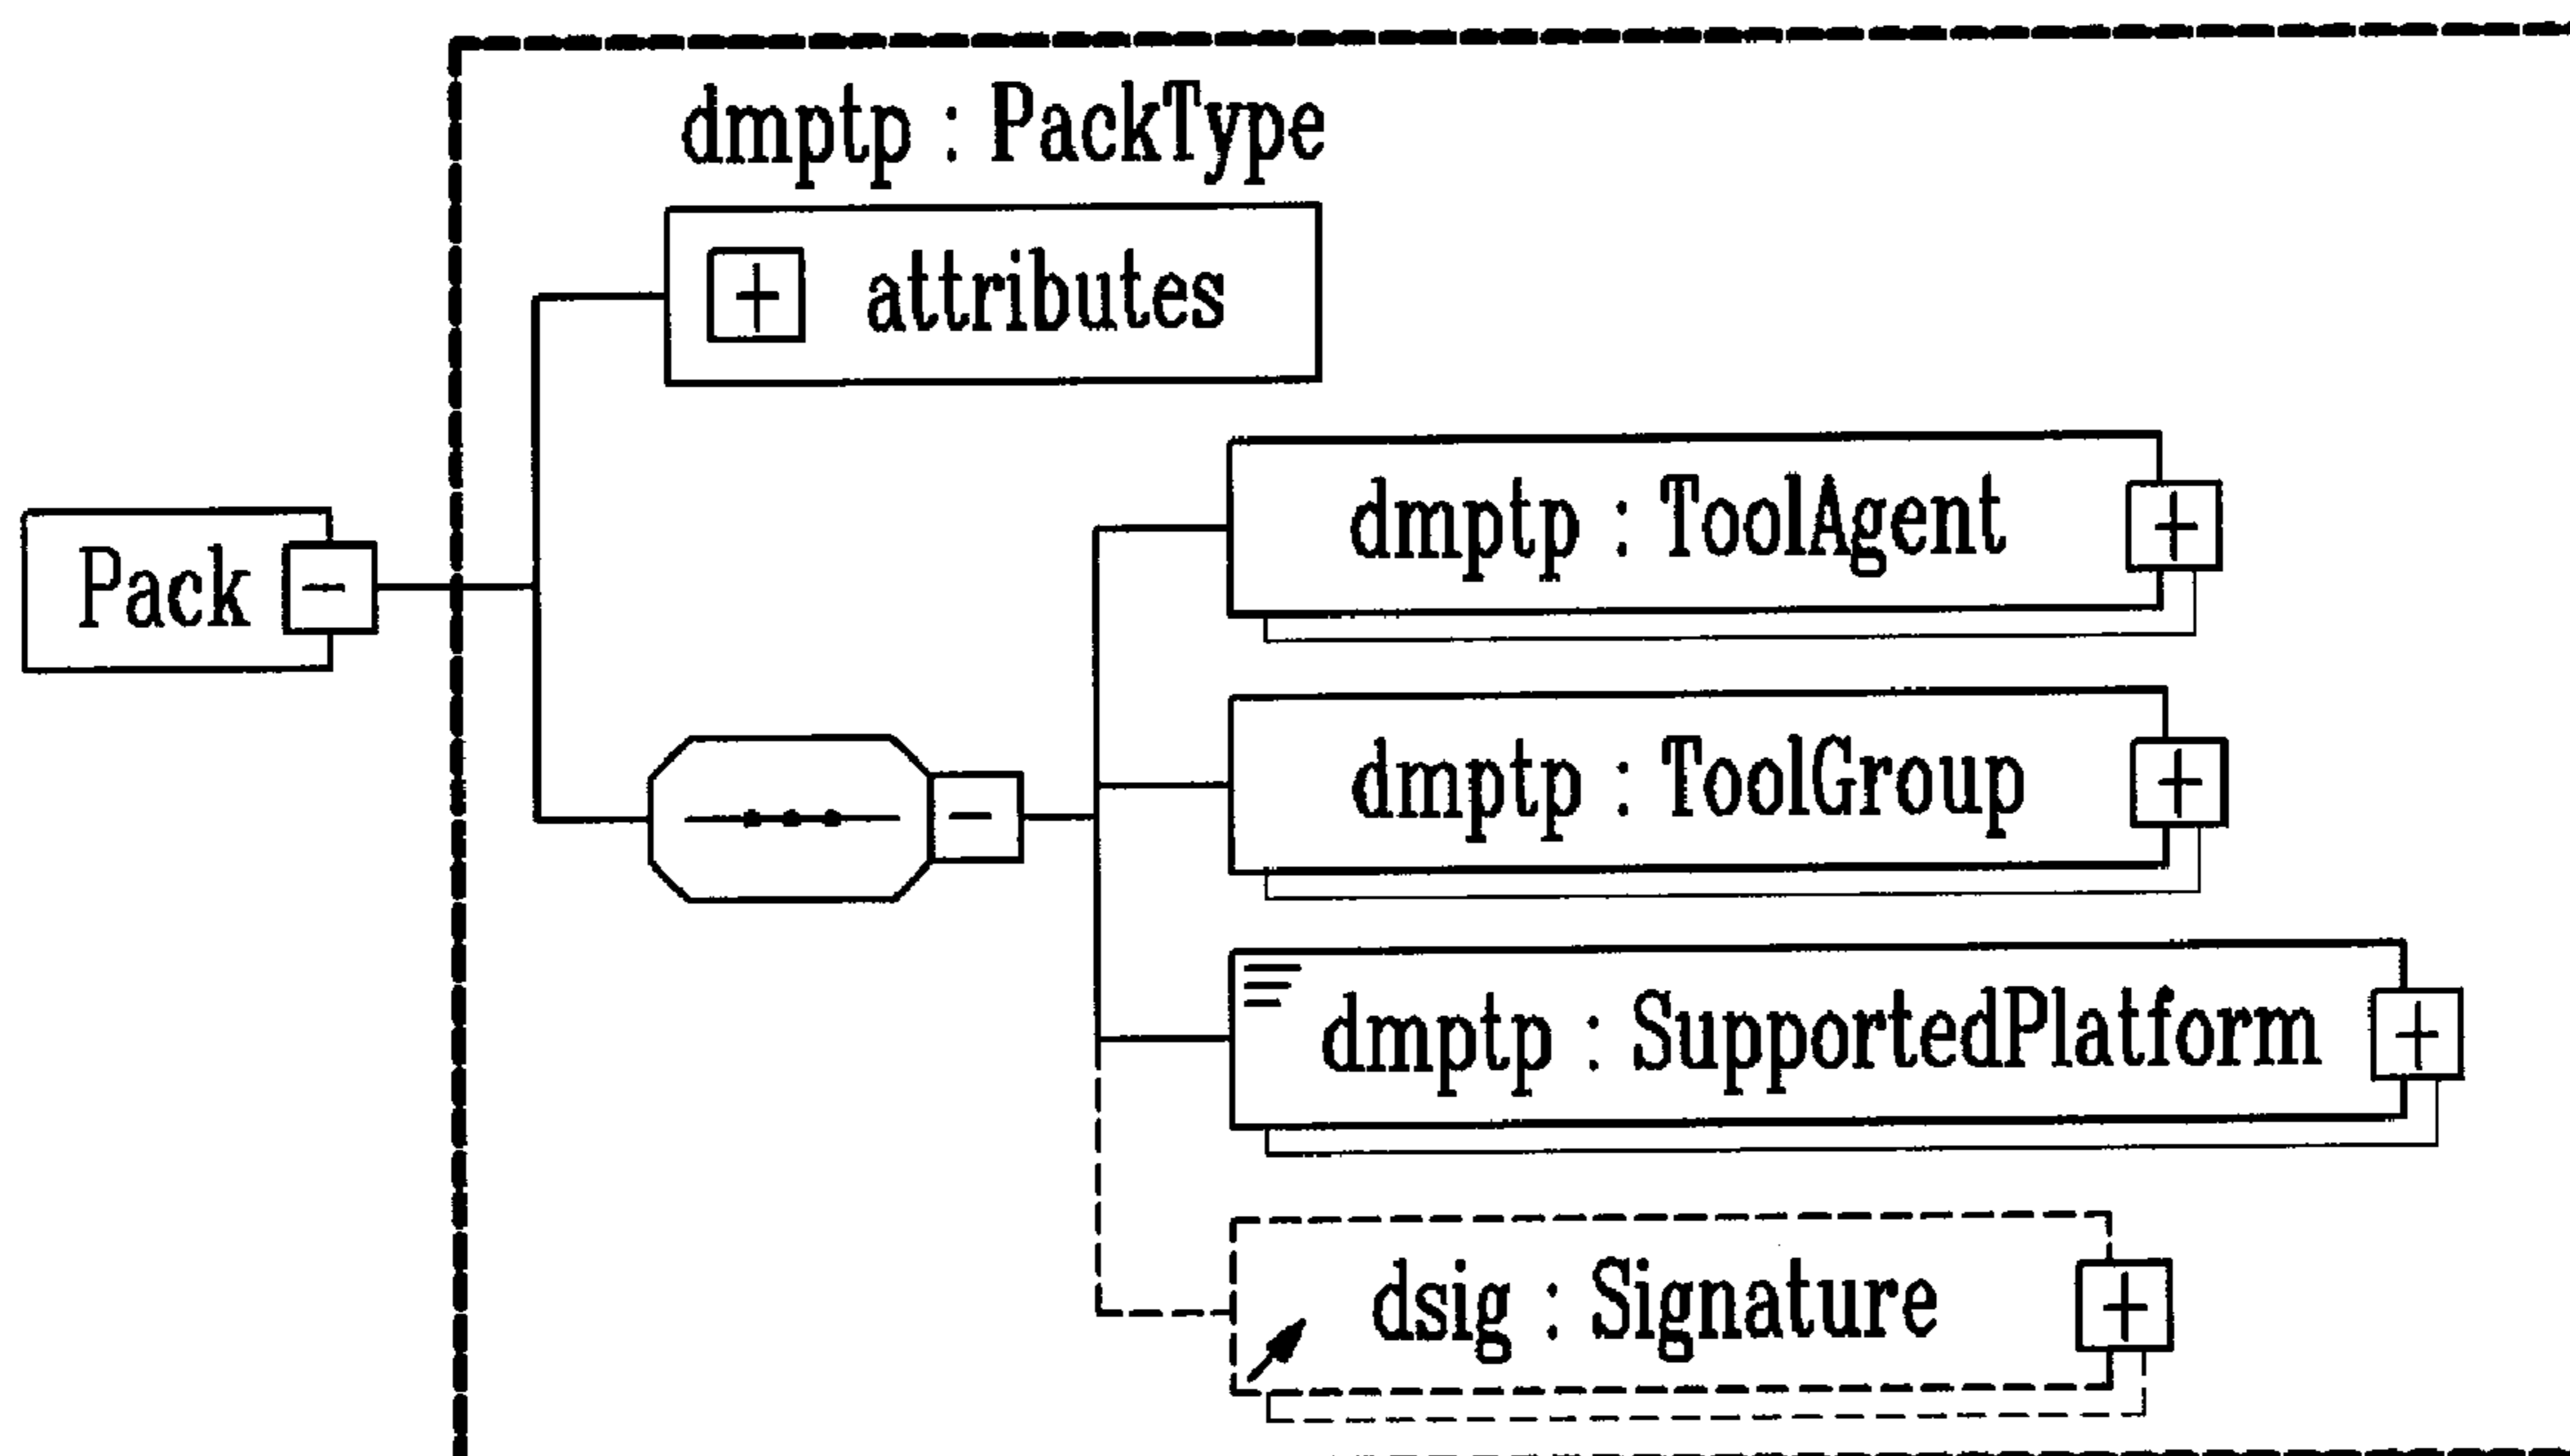 dmptp : PackType
+ attributes
Pack -
dmptp : ToolAgent +
dmptp : ToolGroup +
-
dmptp : SupportedPlatform +
dsig : Signature +